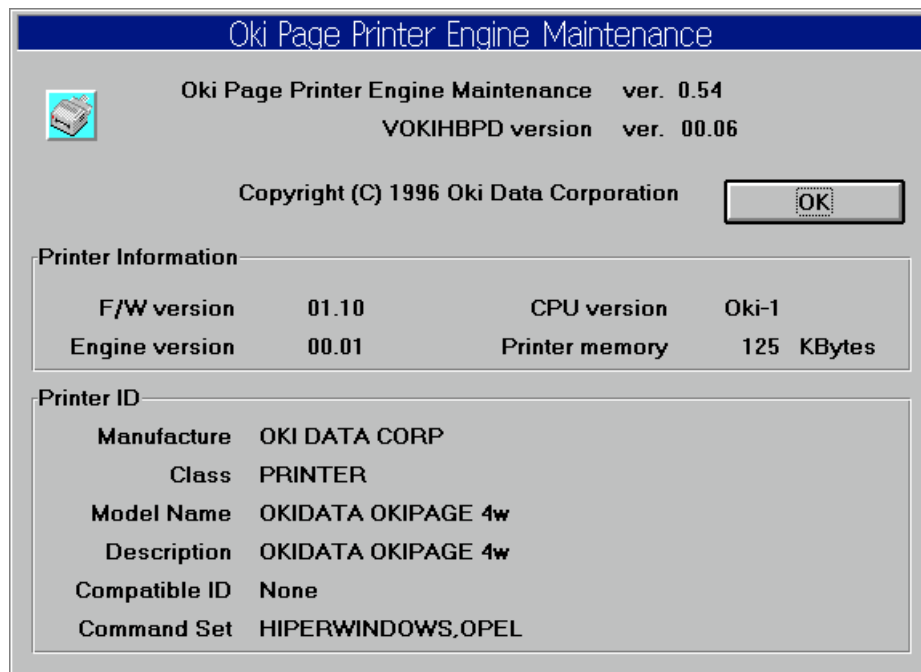 Oki Page Printer Engine Maintenance
Oki Page Printer Engine Maintenance ver. 0.54
VOKIHBPD version ver. 00.06
Copyright (C) 1996 Oki Data Corporation OK
Printer Information
F/W version 01.10 CPU version Oki-1
Engine version 00.01 Printer memory 125 KBytes
Printer ID
Manufacture OKI DATA CORP
Class PRINTER
Model Name OKIDATA OKIPAGE 4w
Description OKIDATA OKIPAGE 4w
Compatible ID None
Command Set HIPERWINDOWS,OPEL